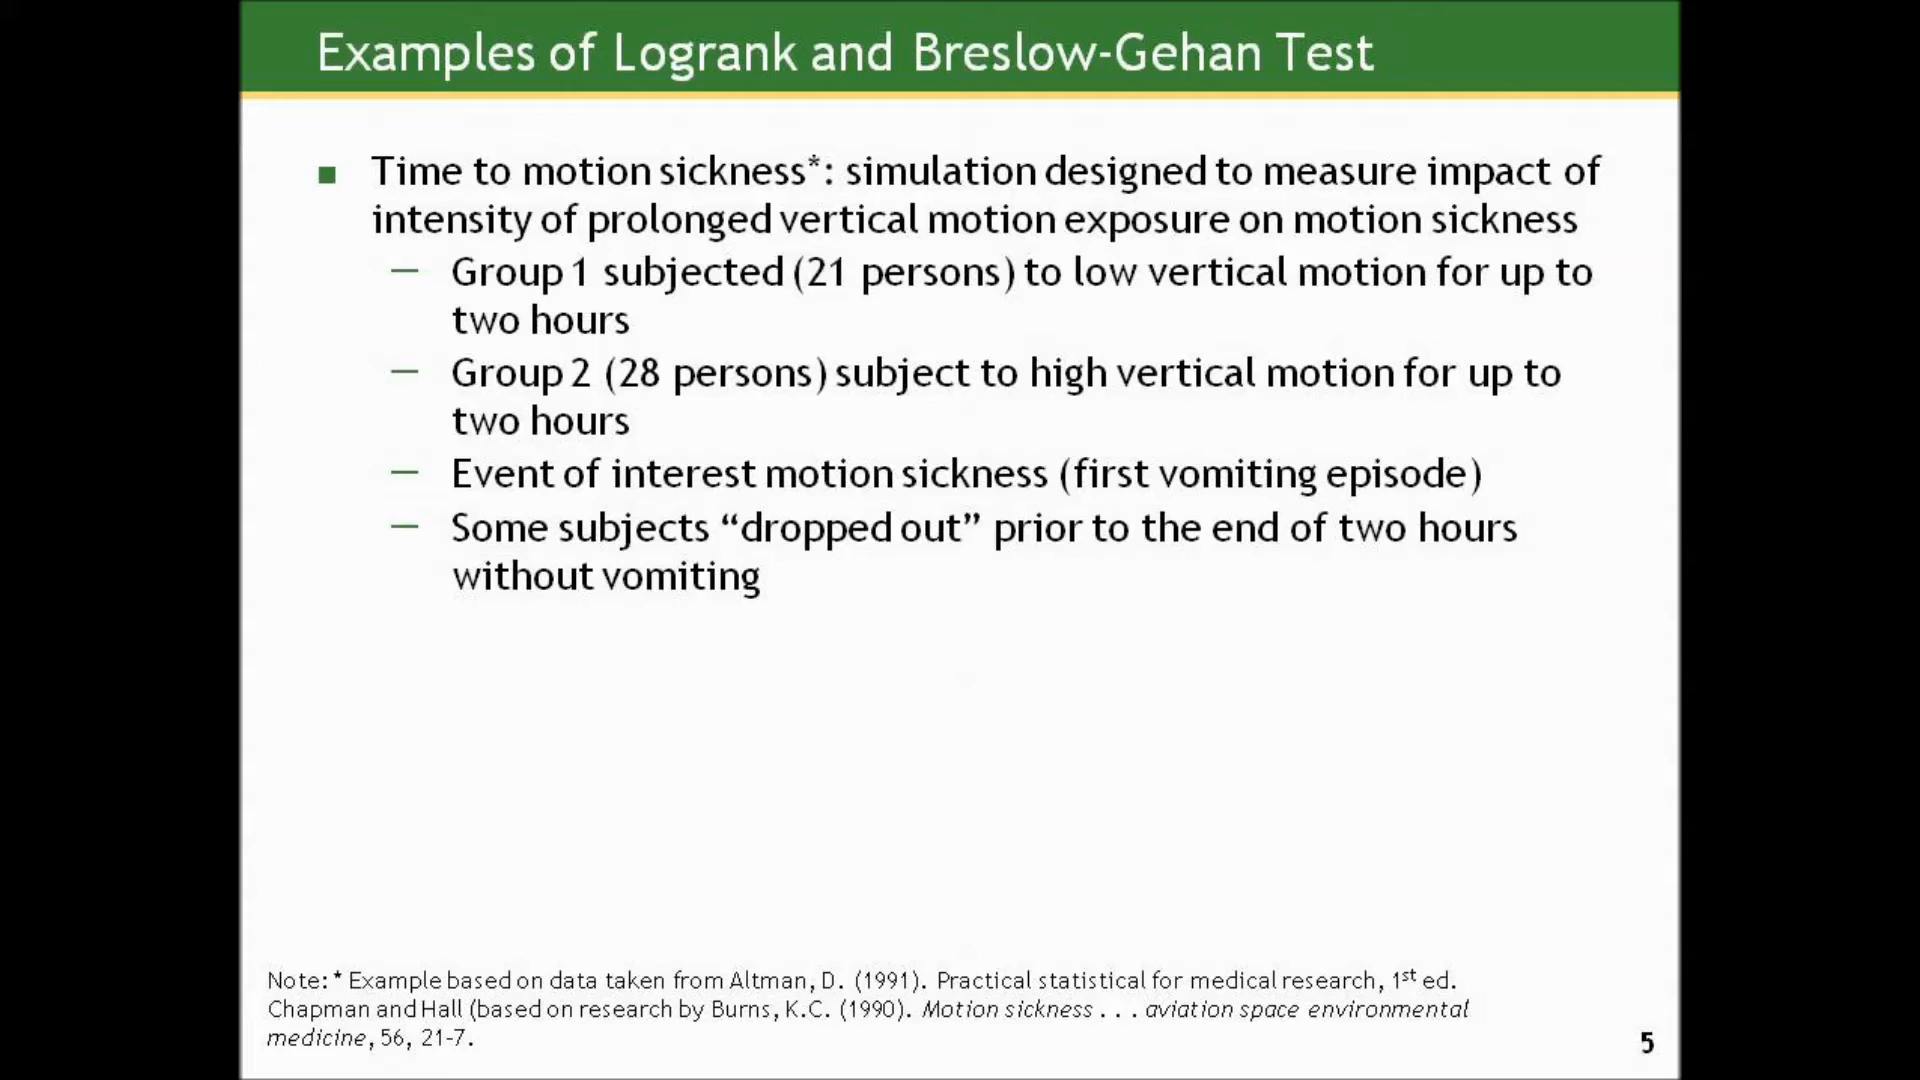 Examples of Logrank and Breslow-Gehan Test
Time to motion sickness*: simulation designed to measure impact of
intensity of prolonged vertical motion exposure on motion sickness
— Group 1 subjected (21 persons) to low vertical motion for up to
two hours
— Group 2 (28 persons) subject to high vertical motion for up to
two hours
— Event of interest motion sickness (first vomiting episode)
— Some subjects “dropped out” prior to the end of two hours
without vomiting
Note: * Example based on data taken from Altman, D. (1991). Practical statistical for medical research, 1st ed.
Chapman and Hall (based on research by Burns, K.C. (1990). Motion sickness . . . aviation space environmental
medicine, 56, 21-7.
5